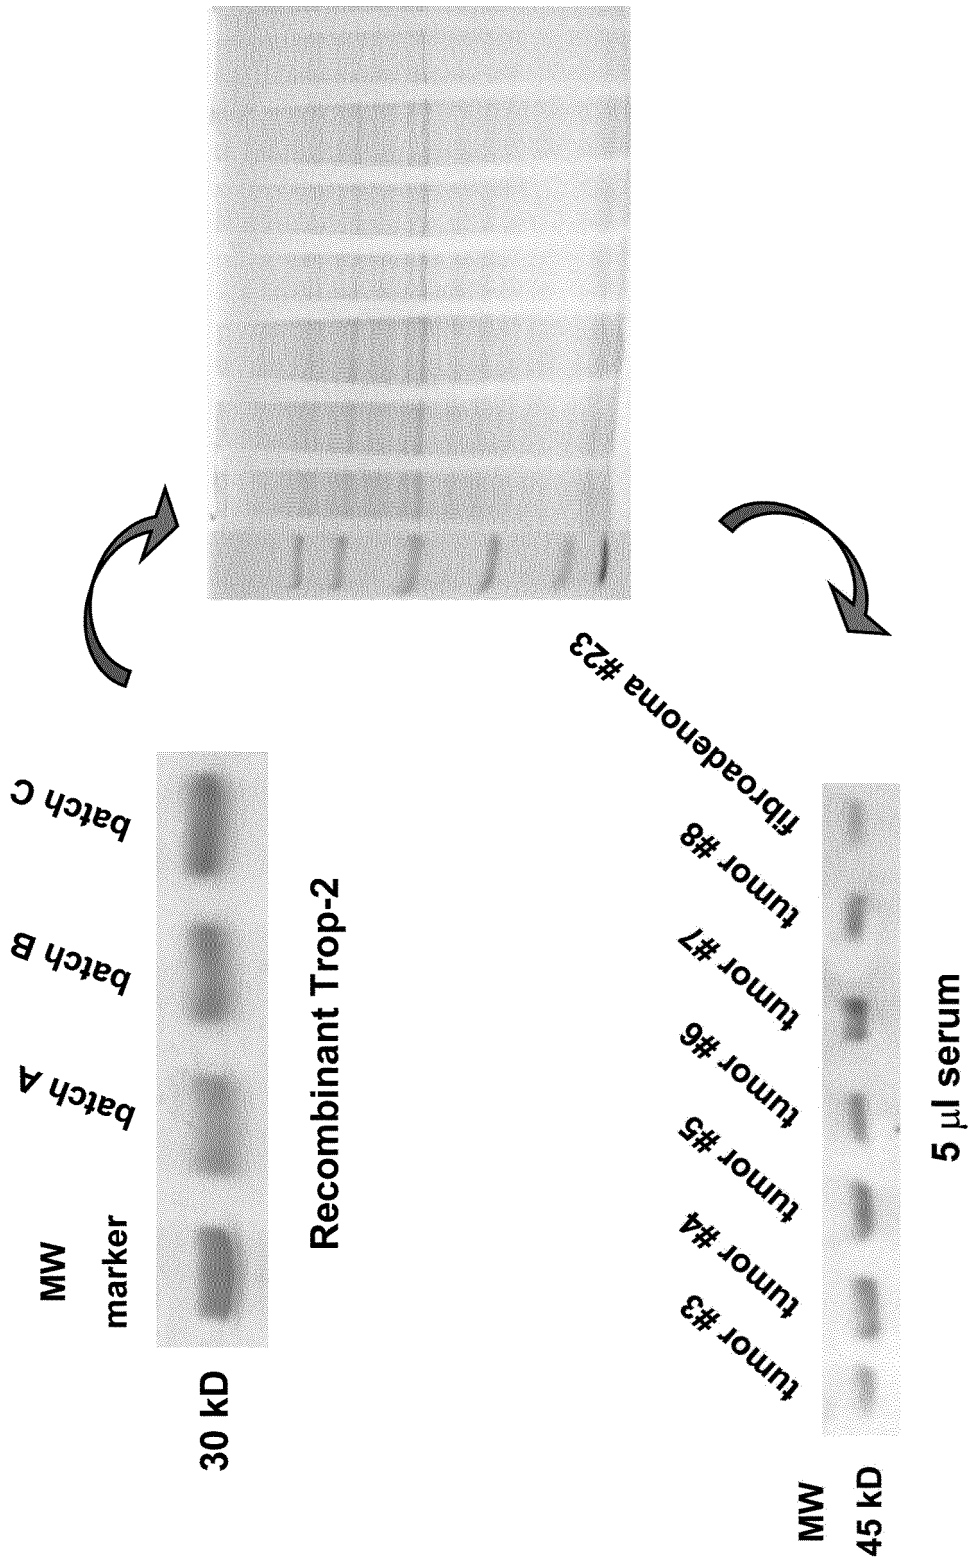 MW
marker
batch A
batch B
batch C
30 kD
Recombinant Trop-2
tumor #3
tumor #4
tumor #5
tumor #6
tumor #7
tumor #8
fibroadenoma #23
MW
45 kD
5 µl serum